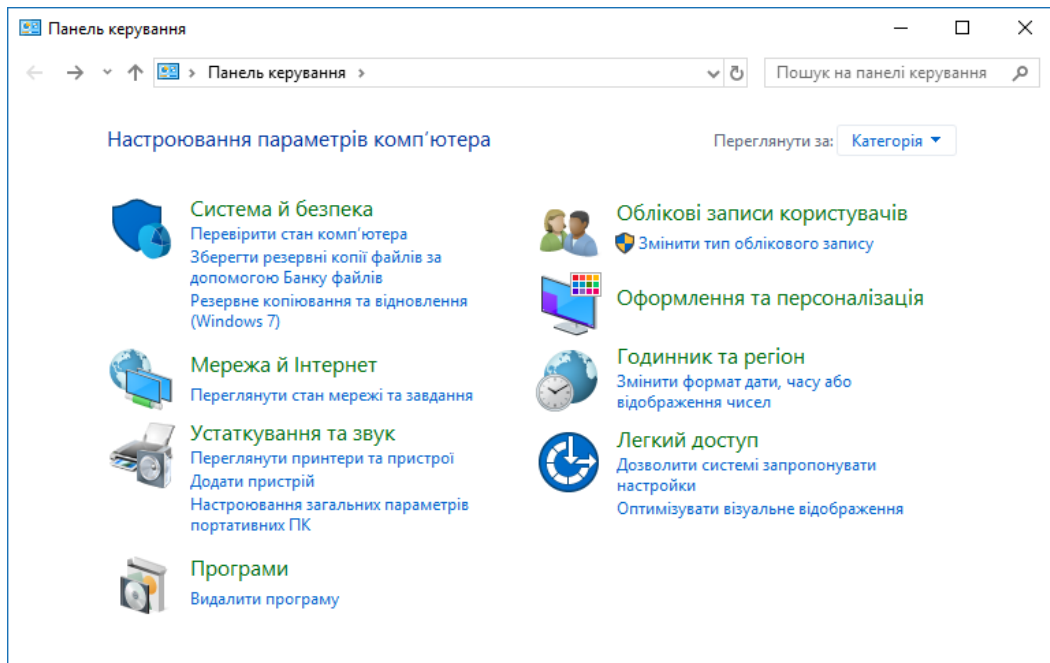 Панель керування
Панель керування
Пошук на панелі керування
Настроювання параметрів комп’ютера
Переглянути за: Категорія
Система й безпека
Перевірити стан комп’ютера
Зберегти резервні копії файлів за
допомогою Банку файлів
Резервне копіювання та відновлення
(Windows 7)
Мережа й Інтернет
Переглянути стан мережі та завдання
Устаткування та звук
Переглянути принтери та пристрої
Додати пристрій
Настроювання загальних параметрів
портативних ПК
Програми
Видалити програму
Облікові записи користувачів
Змінити тип облікового запису
Оформлення та персоналізація
Годинник та регіон
Змінити формат дати, часу або
відображення чисел
Легкий доступ
Дозволити системі запропонувати
настройки
Оптимізувати візуальне відображення